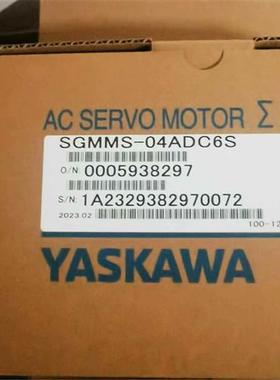 AC SERVO MOTOR Σ
SGMMS-04ADC6S
O/N: 0005938297
S/N: 1A2329382970072
2023.02
100-12
YASKAWA